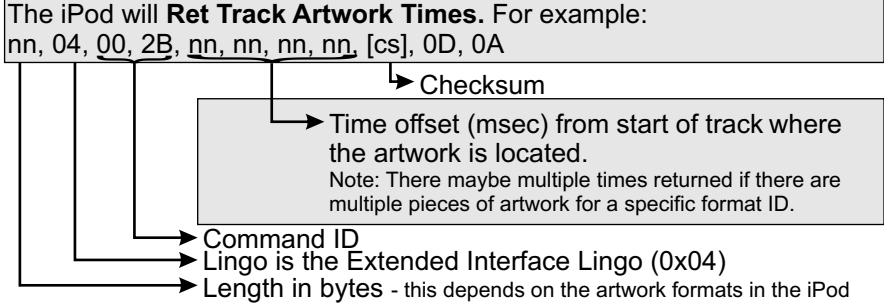 The iPod will Ret Track Artwork Times. For example:
nn, 04, 00, 2B, nn, nn, nn, nn, [cs], 0D, 0A
Checksum
Time offset (msec) from start of track where
the artwork is located.
Note: There maybe multiple times returned if there are
multiple pieces of artwork for a specific format ID.
Command ID
Lingo is the Extended Interface Lingo (0x04)
Length in bytes - this depends on the artwork formats in the iPod